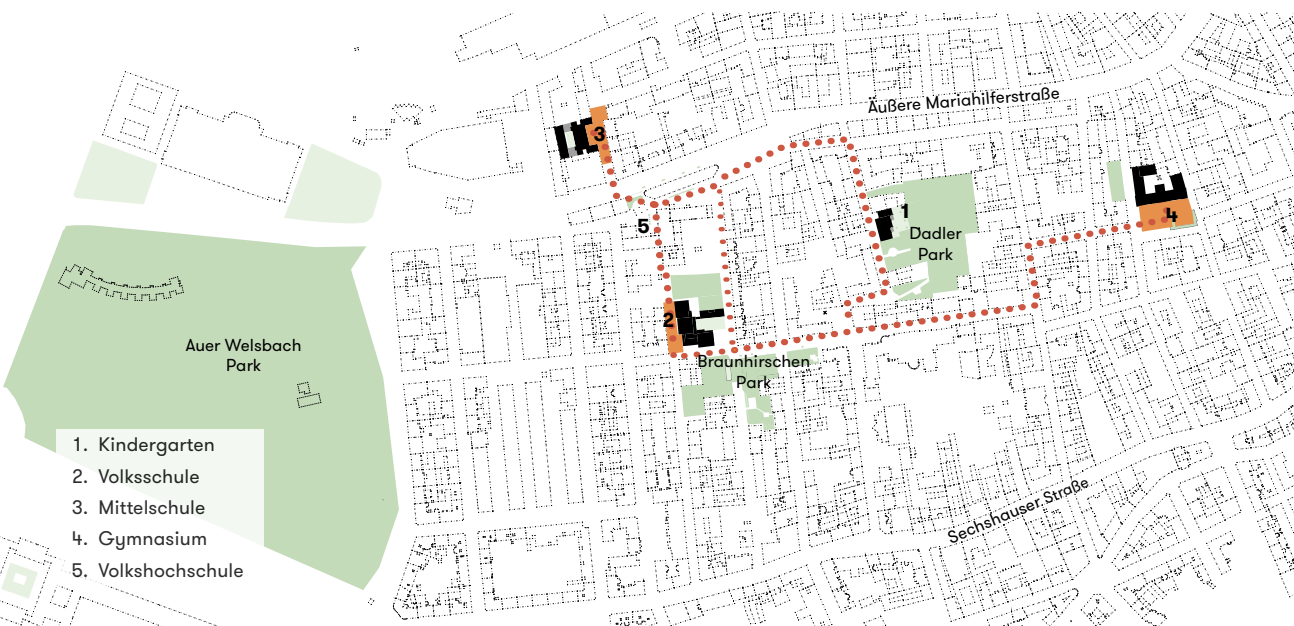 Äußere Mariahilferstraße
3
1
5
4
Dadler
Park
2
Auer Welsbach
Park
Braunhirschen
Park
1. Kindergarten
2. Volksschule
3. Mittelschule
4. Gymnasium
5. Volkshochschule
Sechshauser Straße